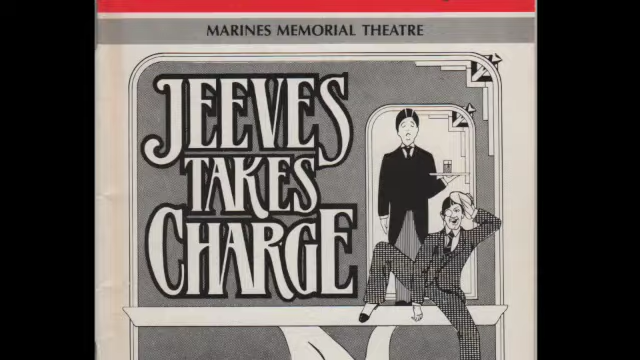 MARINES MEMORIAL THEATRE
JEEVES
TAKES
CHARGE